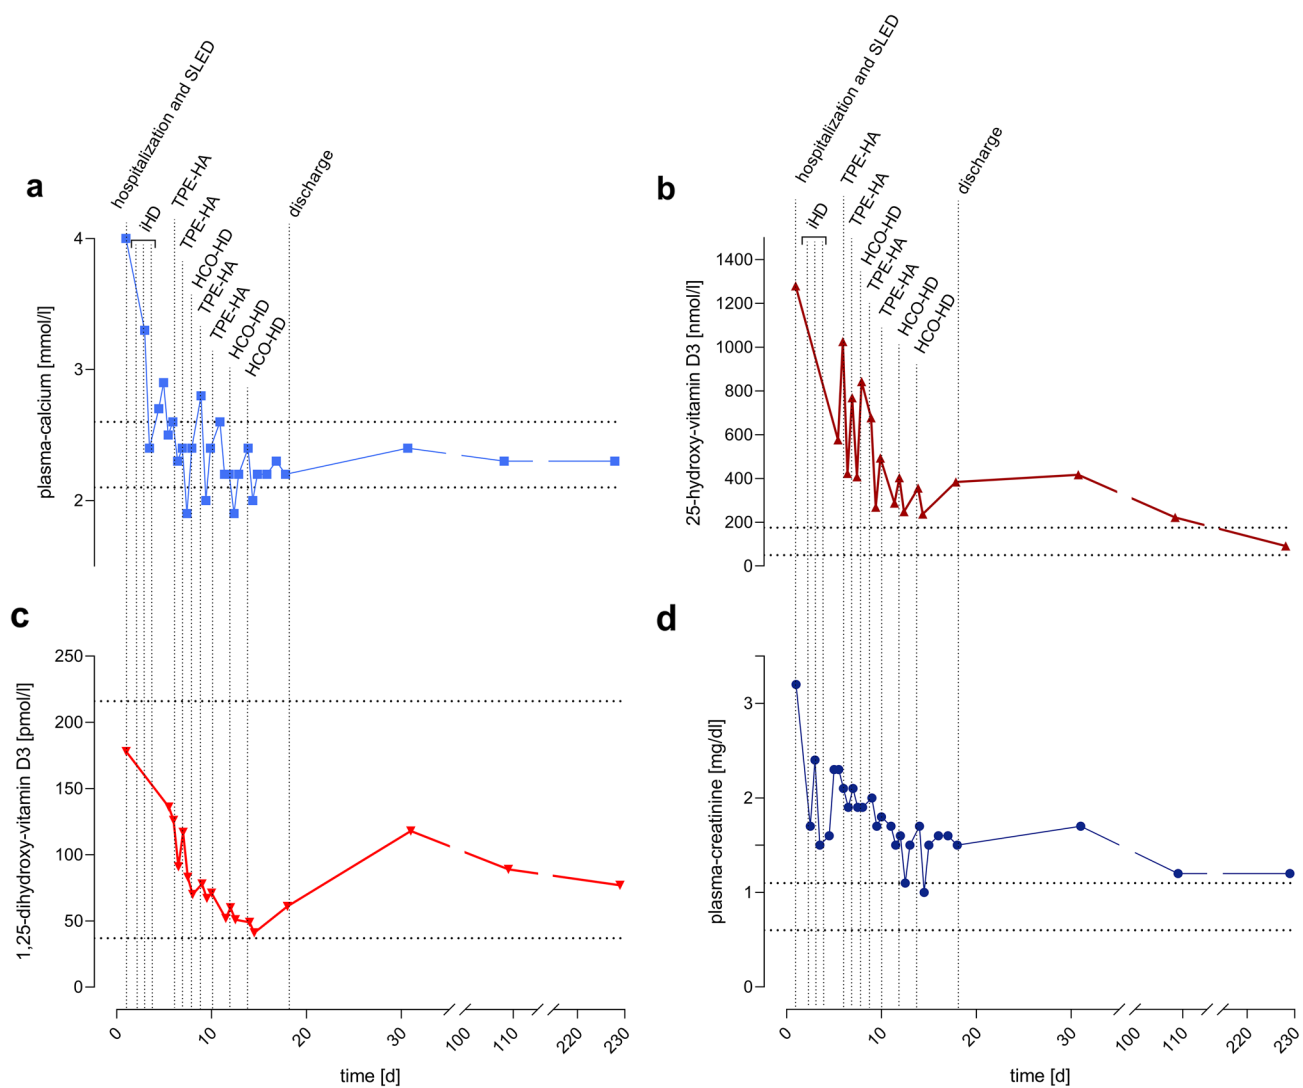 a
hospitalization and SLED
iHD
TPE-HA
TPE-HA
HCO-HD
TPE-HA
TPE-HA
HCO-HD
HCO-HD
discharge
plasma-calcium [mmol/l]
4
3
2
b
hospitalization and SLED
iHD
TPE-HA
TPE-HA
HCO-HD
TPE-HA
TPE-HA
HCO-HD
HCO-HD
discharge
25-hydroxy-vitamin D3 [nmol/l]
1400
1200
1000
800
600
400
200
0
c
1,25-dihydroxy-vitamin D3 [pmol/l]
250
200
150
100
50
0
0
10
20
30
100
110
220
230
time [d]
d
plasma-creatinine [mg/dl]
3
2
1
0
0
10
20
30
100
110
220
230
time [d]